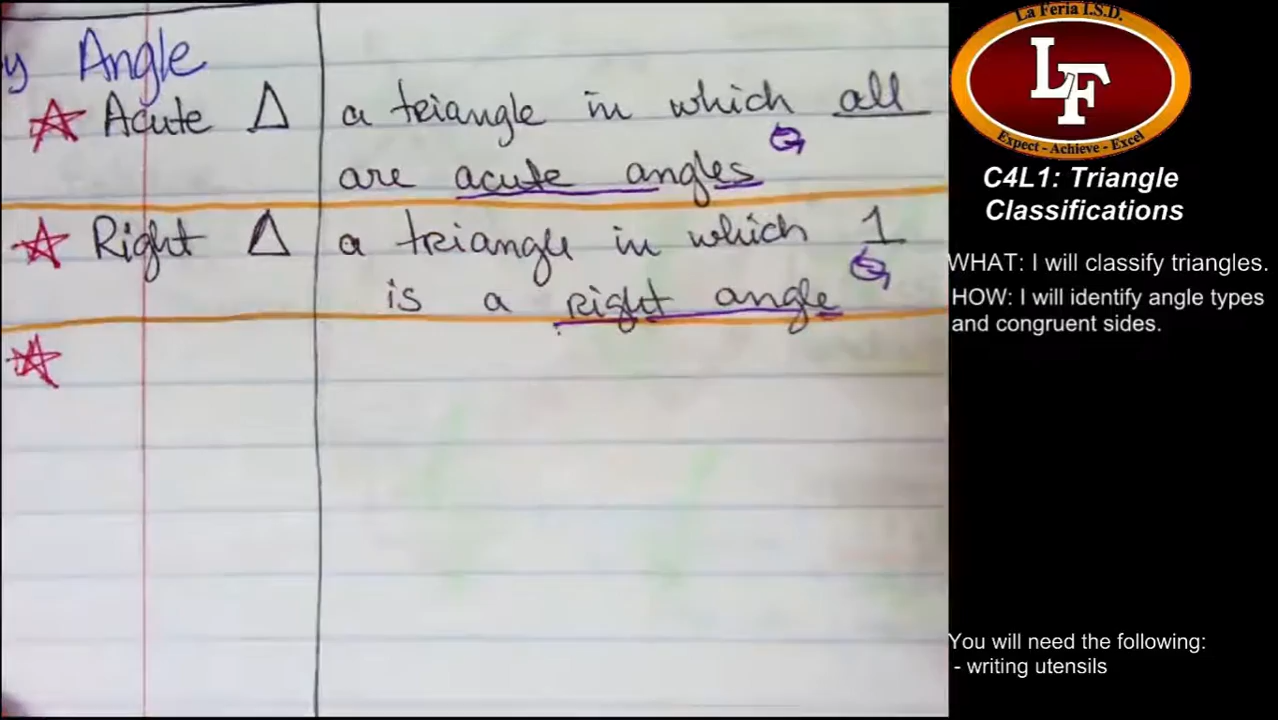 y Angle
Acute Δ a triangle in which all
are acute angles
Right Δ a triangle in which 1
is a right angle
La Feria I.S.D.
LF
Expect - Achieve - Excel
C4L1: Triangle
Classifications
WHAT: I will classify triangles.
HOW: I will identify angle types
and congruent sides.
You will need the following:
- writing utensils